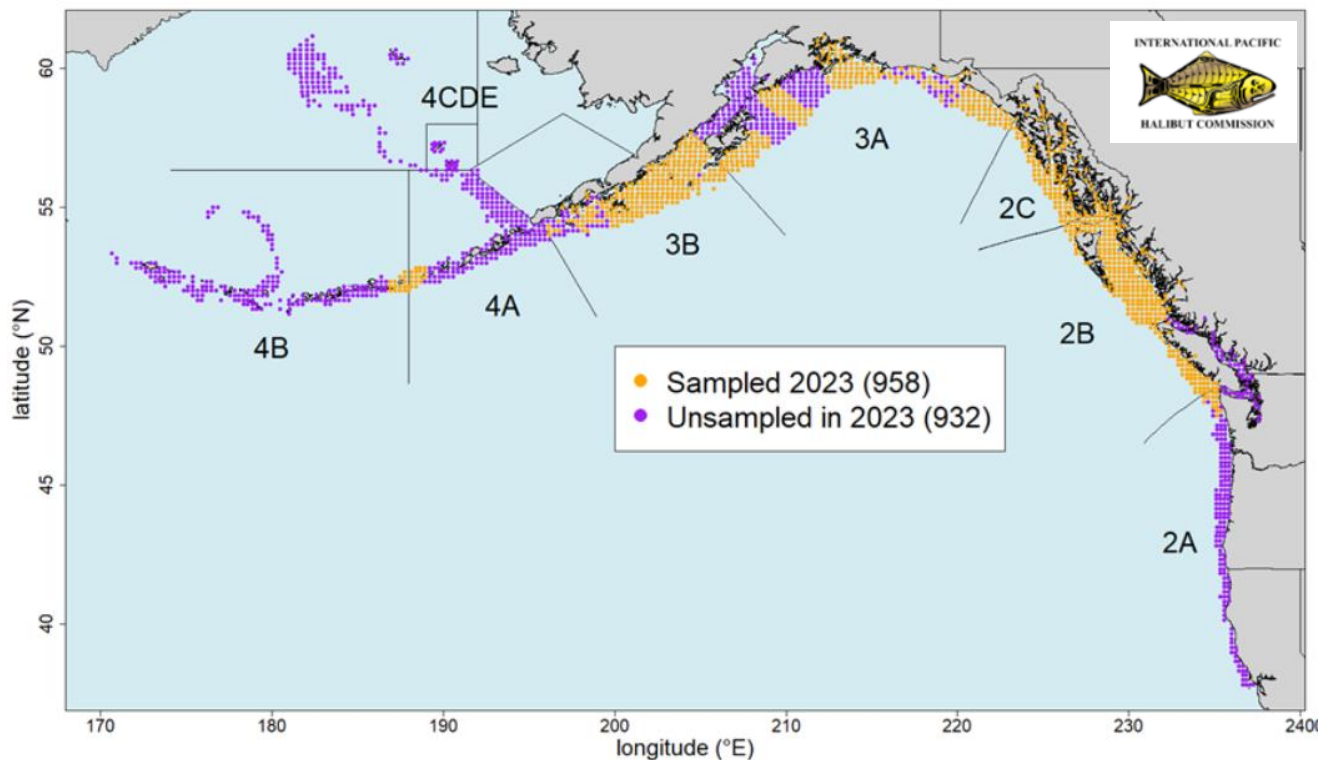 INTERNATIONAL PACIFIC
HALIBUT COMMISSION
60
55
50
45
40
latitude (°N)
4CDE
3A
2C
3B
4A
2B
4B
2A
Sampled 2023 (958)
Unsampled in 2023 (932)
170
180
190
200
210
220
230
2400
longitude (°E)